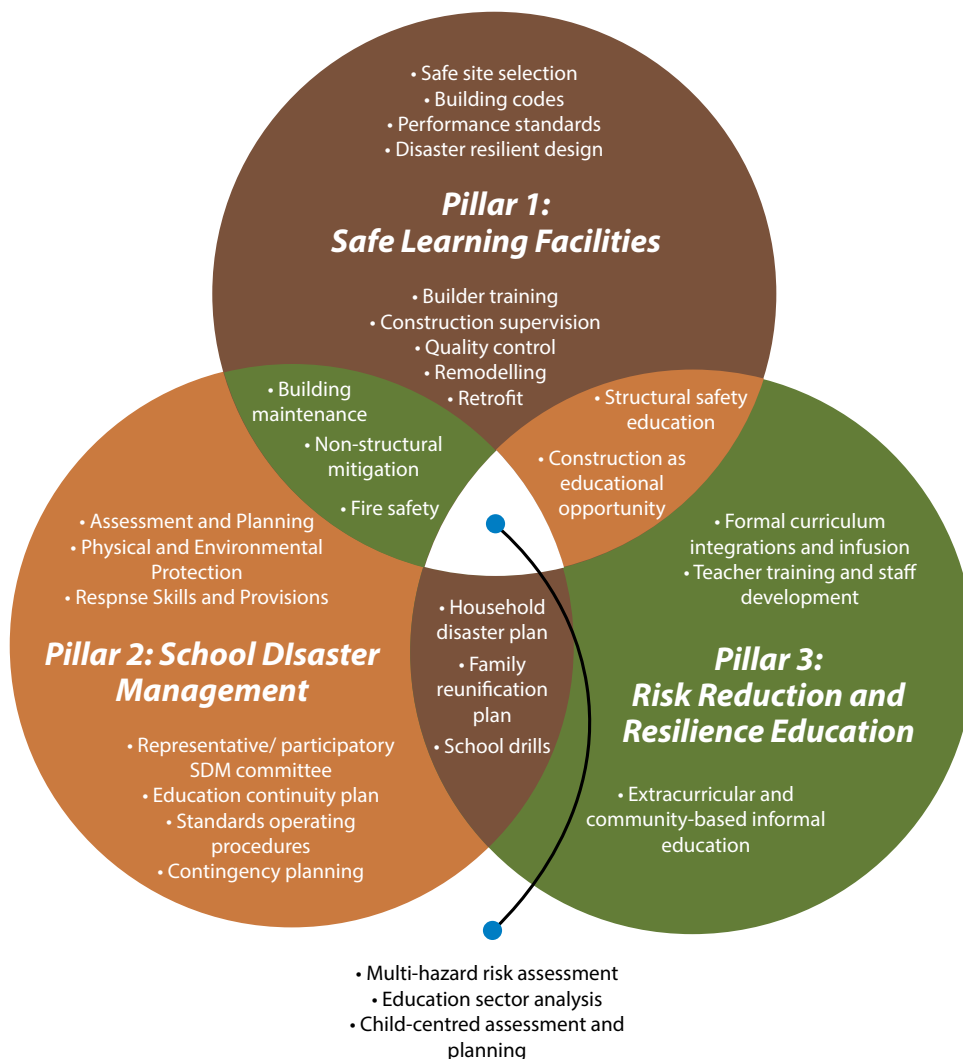 • Safe site selection
• Building codes
• Performance standards
• Disaster resilient design
Pillar 1:
Safe Learning Facilities
• Builder training
• Construction supervision
• Quality control
• Remodelling
• Retrofit
• Building
maintenance
• Non-structural
mitigation
• Fire safety
• Structural safety
education
• Construction as
educational
opportunity
• Assessment and Planning
• Physical and Environmental
Protection
• Respnse Skills and Provisions
Pillar 2: School DIsaster
Management
• Representative/ participatory
SDM committee
• Education continuity plan
• Standards operating
procedures
• Contingency planning
• Household
disaster plan
• Family
reunification
plan
• School drills
• Formal curriculum
integrations and infusion
• Teacher training and staff
development
Pillar 3:
Risk Reduction and
Resilience Education
• Extracurricular and
community-based informal
education
• Multi-hazard risk assessment
• Education sector analysis
• Child-centred assessment and
planning